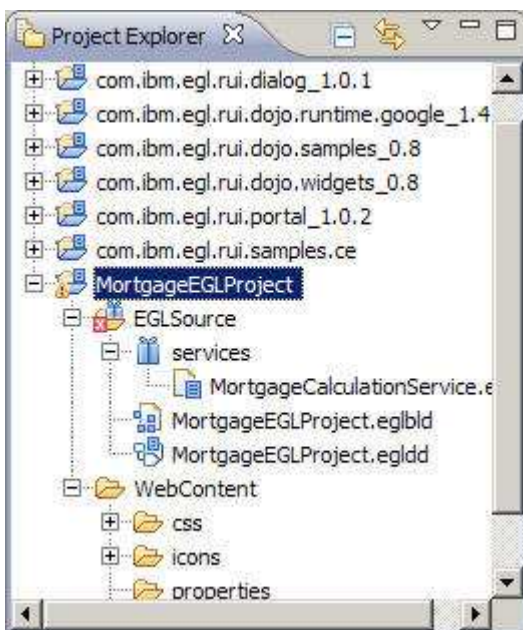 Project Explorer
com.ibm.egl.rui.dialog_1.0.1
com.ibm.egl.rui.dojo.runtime.google_1.4
com.ibm.egl.rui.dojo.samples_0.8
com.ibm.egl.rui.dojo.widgets_0.8
com.ibm.egl.rui.portal_1.0.2
com.ibm.egl.rui.samples.ce
MortgageEGLProject
EGLSource
services
MortgageCalculationService.e
MortgageEGLProject.eglbld
MortgageEGLProject.egldd
WebContent
css
icons
properties